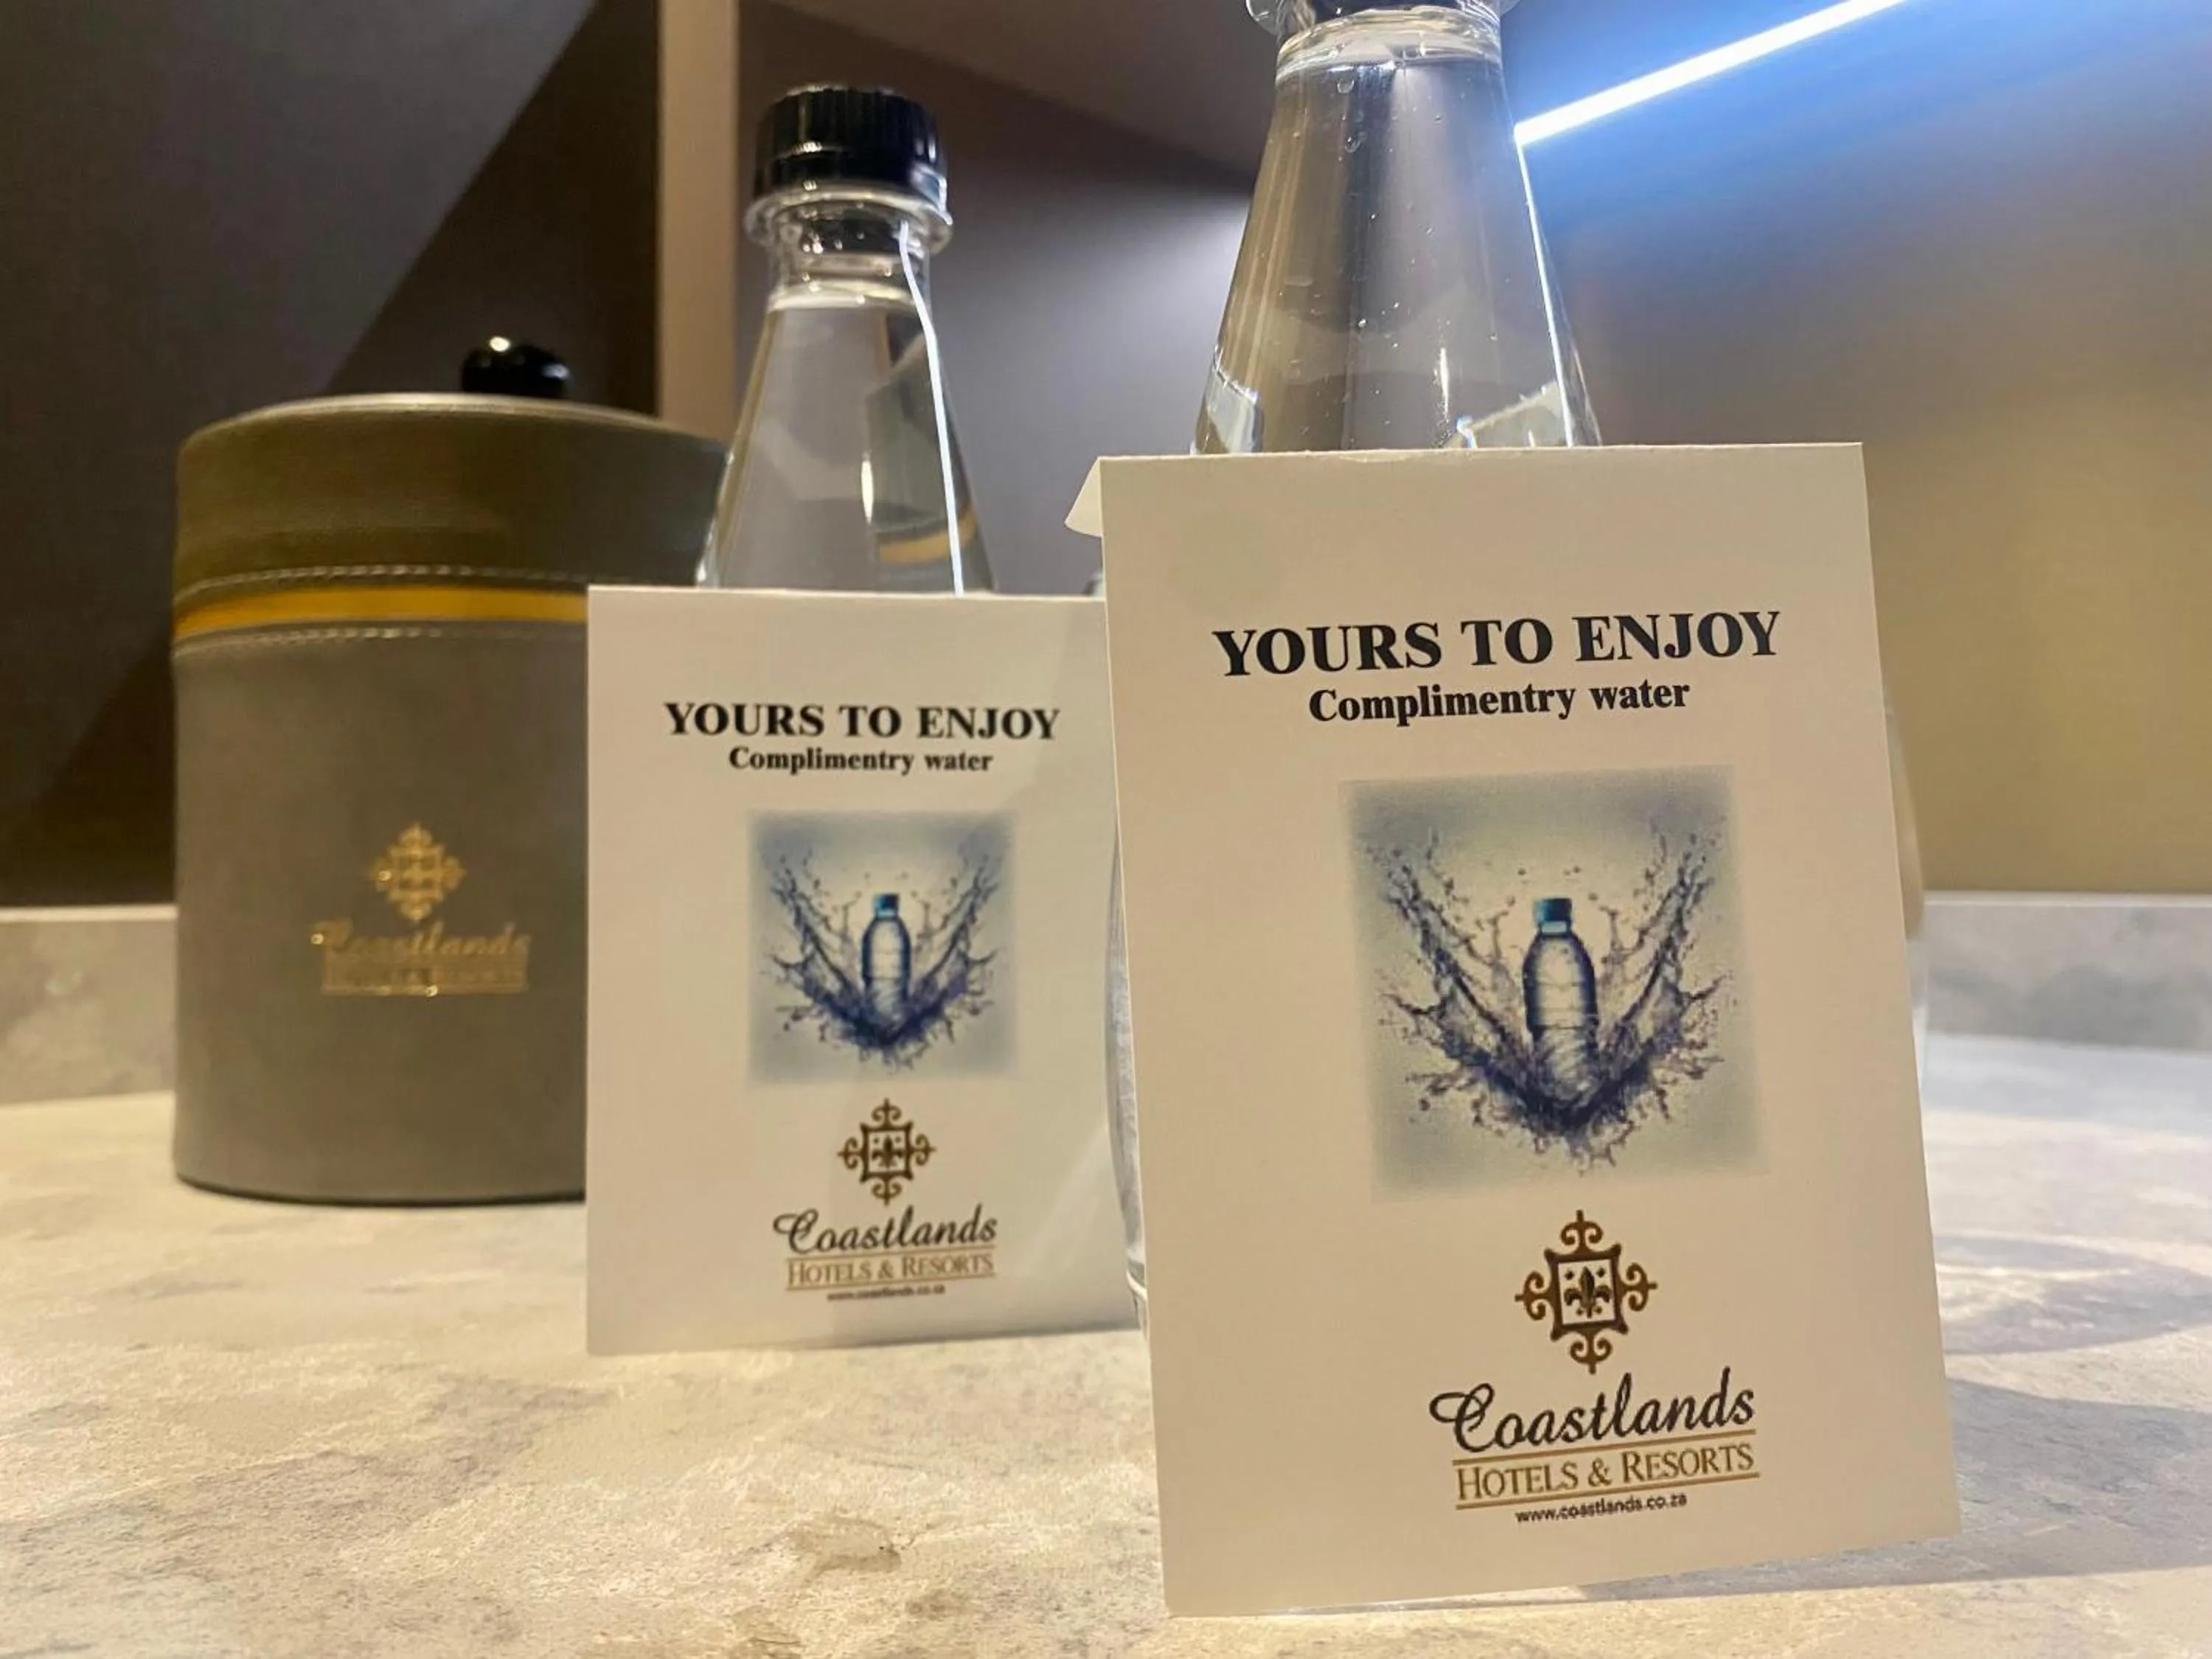 YOURS TO ENJOY
Complimentry water
Coastlands
HOTELS & RESORTS
www.coastlands.co.za
YOURS TO ENJOY
Complimentry water
Coastlands
HOTELS & RESORTS
www.coastlands.co.za
Coastlands
HOTELS & RESORTS